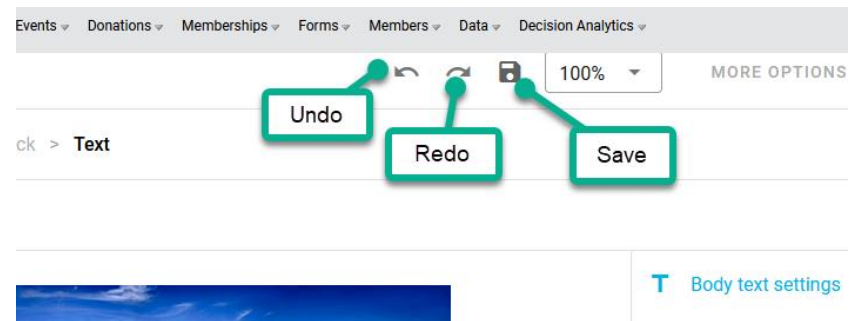 Events Donations Memberships Forms Members Data Decision Analytics
100% MORE OPTIONS
Undo
Redo
Save
ck > Text
T Body text settings